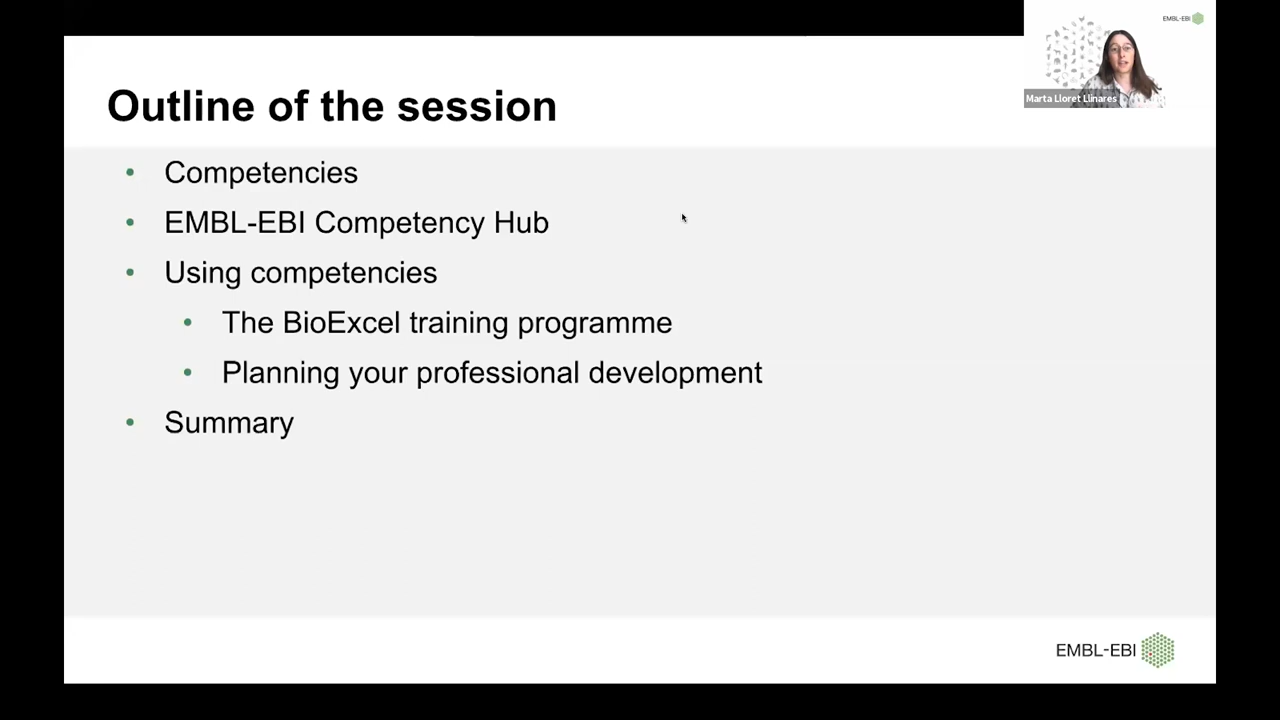 EMBL-EBI
Marta Lloret Llinares
Outline of the session
• Competencies
• EMBL-EBI Competency Hub
• Using competencies
• The BioExcel training programme
• Planning your professional development
• Summary
EMBL-EBI